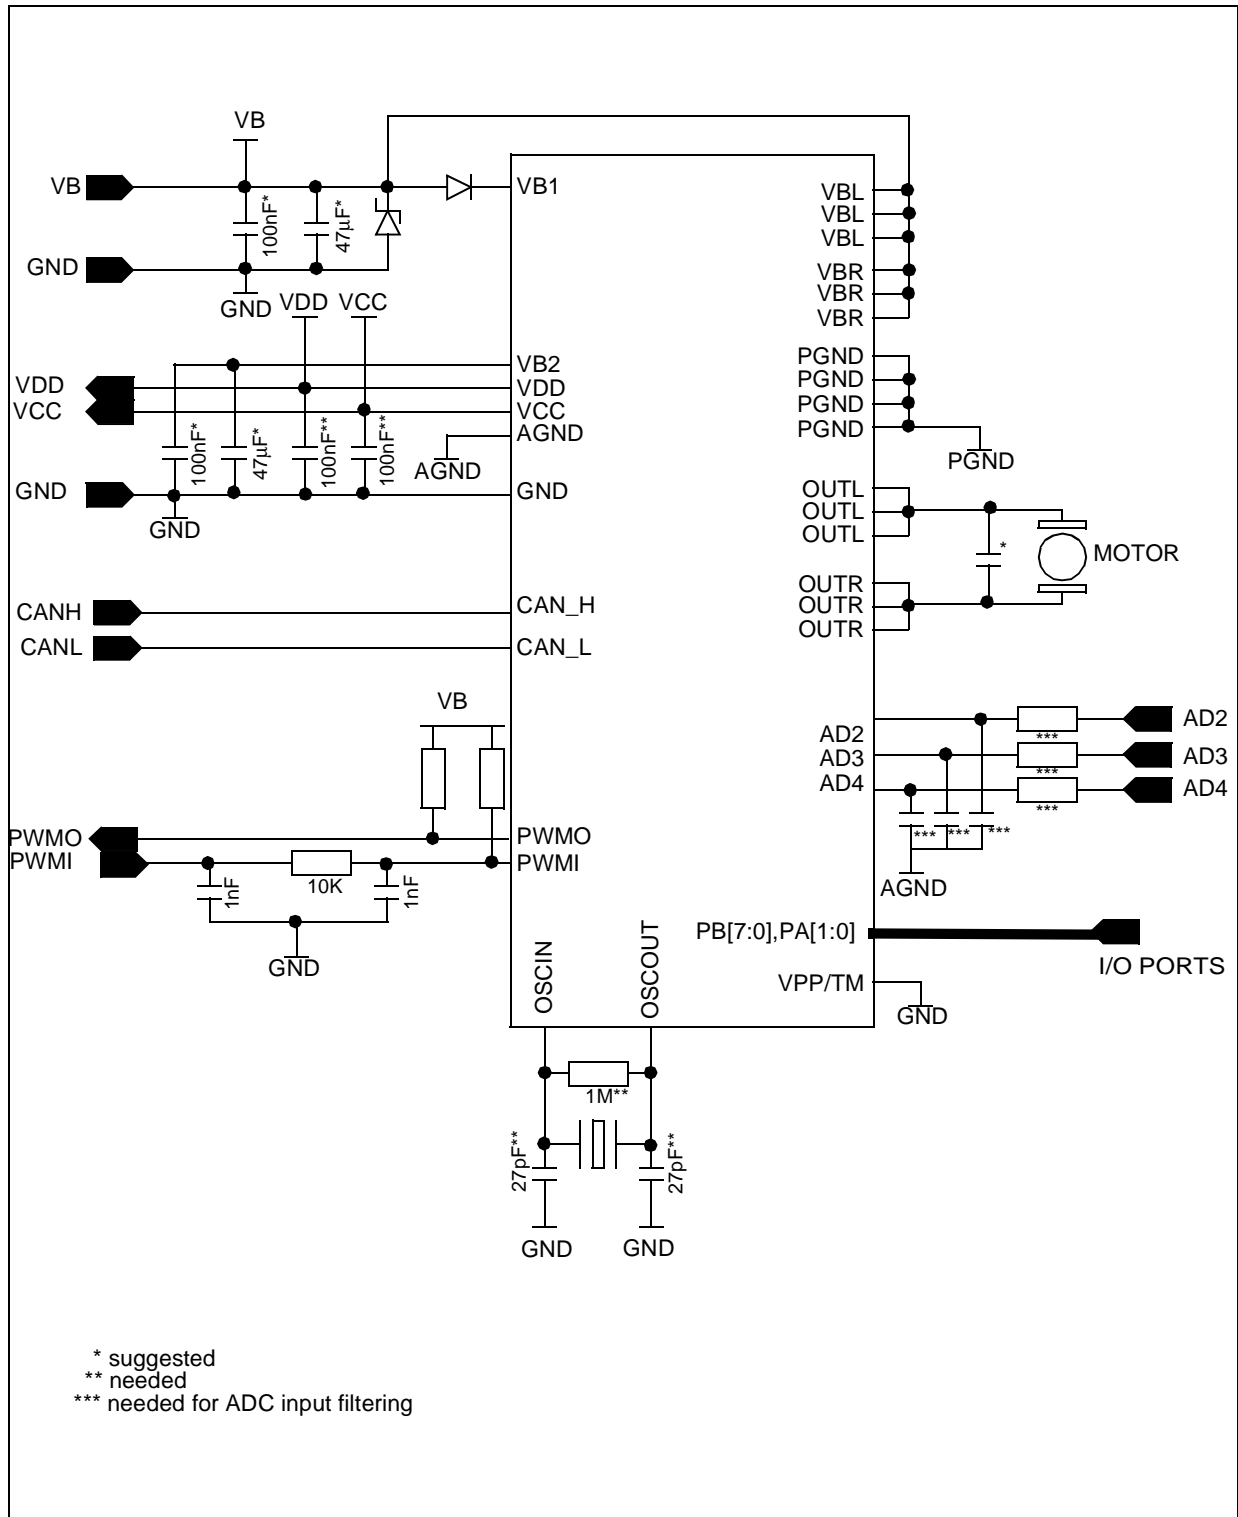 VB
VB
VB1
100nF*
47μF*
GND
GND
VDD
VCC
VBL
VBL
VBL
VBR
VBR
VBR
VB2
VDD
VDD
VCC
VCC
AGND
AGND
100nF*
47μF*
100nF**
100nF**
GND
GND
GND
PGND
PGND
PGND
PGND
PGND
OUTL
OUTL
OUTL
*
MOTOR
OUTR
OUTR
OUTR
CANH
CAN_H
CANL
CAN_L
VB
AD2
AD2
***
AD3
AD3
***
AD4
AD4
***
*** *** ***
AGND
PWMO
PWMO
PWMI
PWMI
1nF
10K
1nF
GND
PB[7:0],PA[1:0]
I/O PORTS
VPP/TM
GND
OSCIN
OSCOUT
1M**
27pF**
27pF**
GND
GND
* suggested
** needed
*** needed for ADC input filtering